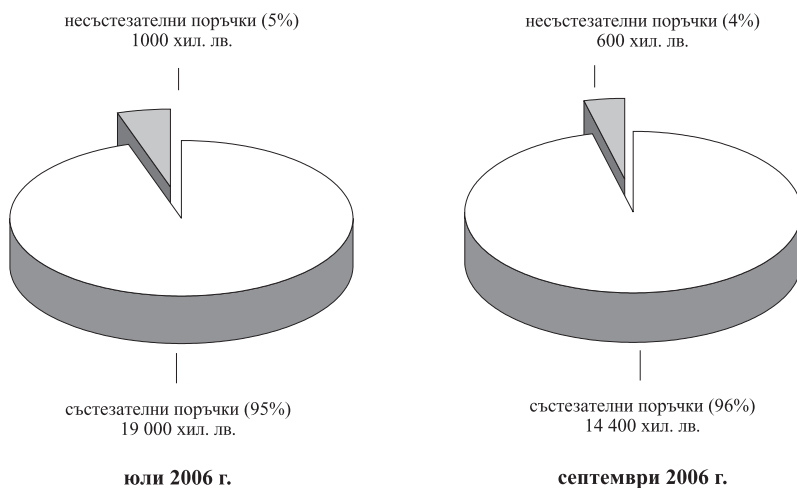 несъстезателни поръчки (5%)
1000 хил. лв.
състезателни поръчки (95%)
19 000 хил. лв.
юли 2006 г.
несъстезателни поръчки (4%)
600 хил. лв.
състезателни поръчки (96%)
14 400 хил. лв.
септември 2006 г.